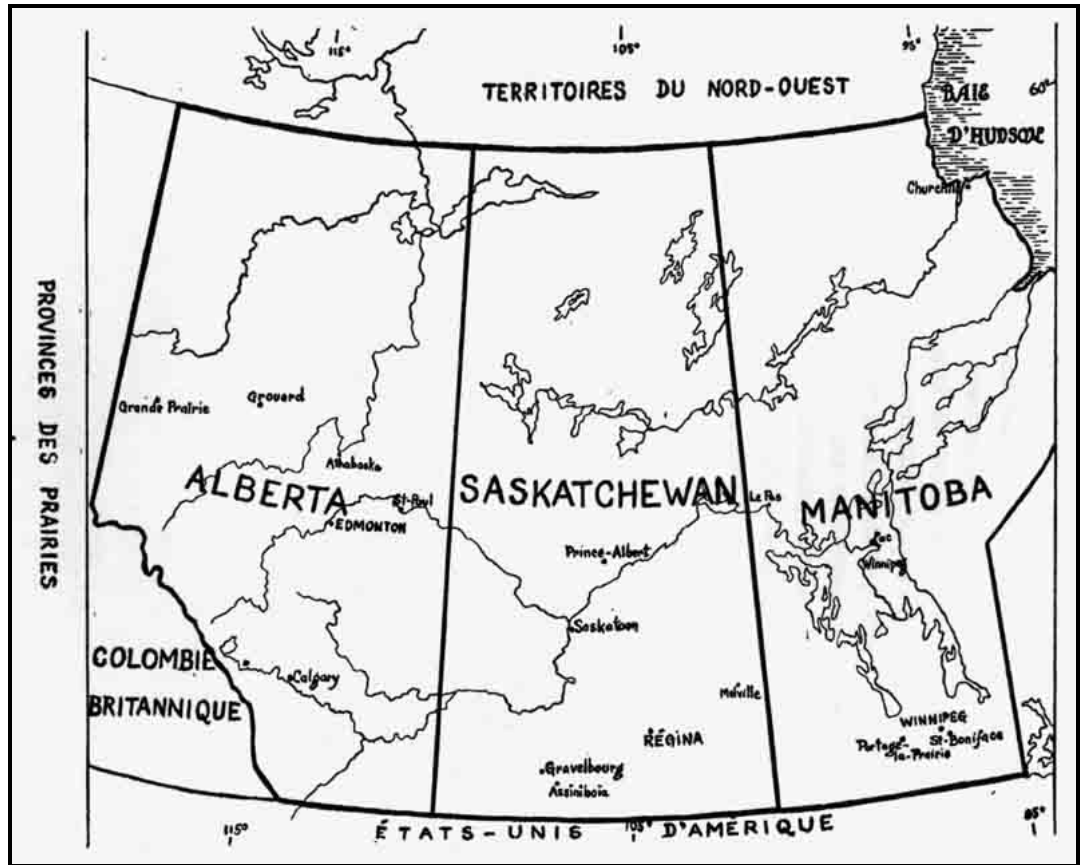 115°
105°
95°
TERRITOIRES DU NORD-OUEST
BAIE
D'HUDSON
60°
Churchill
PROVINCES DES PRAIRIES
Grande Prairie
Grouard
Athabaska
ALBERTA
SASKATCHEWAN
MANITOBA
St-Paul
Le Pas
EDMONTON
Lac
Winnipeg
Prince-Albert
Saskatoon
COLOMBIE
BRITANNIQUE
Calgary
Melville
RÉGINA
WINNIPEG
St-Boniface
Portage-
la-Prairie
Gravelbourg
Assiniboia
115°
ÉTATS-UNIS D'AMÉRIQUE
105°
85°